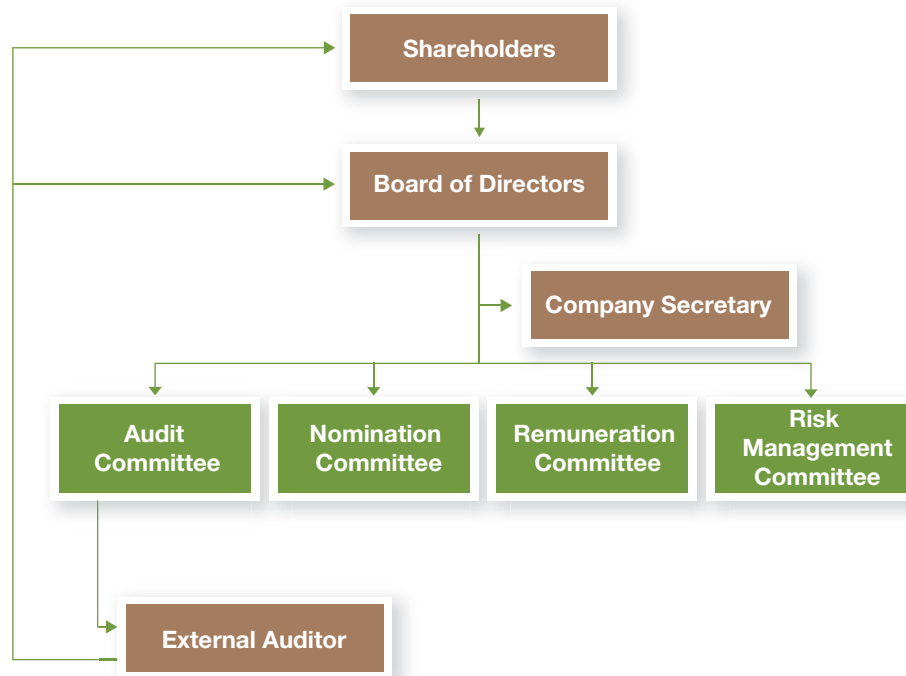 Shareholders
Board of Directors
Company Secretary
Audit
Committee
Nomination
Committee
Remuneration
Committee
Risk
Management
Committee
External Auditor